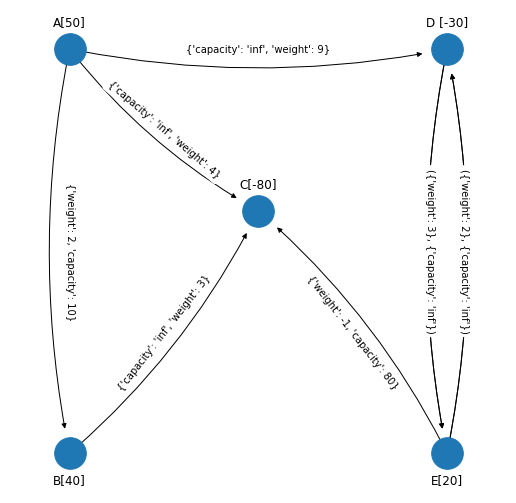 A[50]
D [-30]
{'capacity': 'inf', 'weight': 9}
{'capacity': 'inf', 'weight': 4}
C[-80]
{'weight': 2, 'capacity': 10}
({'weight': 3}, {'capacity': 'inf'})
({'weight': 2}, {'capacity': 'inf'})
{'capacity': 'inf', 'weight': 3}
{'weight': -1, 'capacity': 80}
B[40]
E[20]